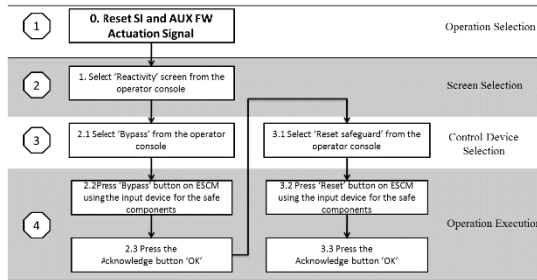 1
0. Reset SI and AUX FW
Actuation Signal
Operation Selection
2
1. Select 'Reactivity' screen from the
operator console
Screen Selection
3
2.1 Select 'Bypass' from the operator
console
3.1 Select 'Reset safeguard' from the
operator console
Control Device
Selection
4
2.2Press 'Bypass' button on ESCM
using the input device for the safe
components
3.2 Press 'Reset' button on ESCM
using the input device for the safe
components
Operation Execution
2.3 Press the
Acknowledge button 'OK'
3.3 Press the
Acknowledge button 'OK'